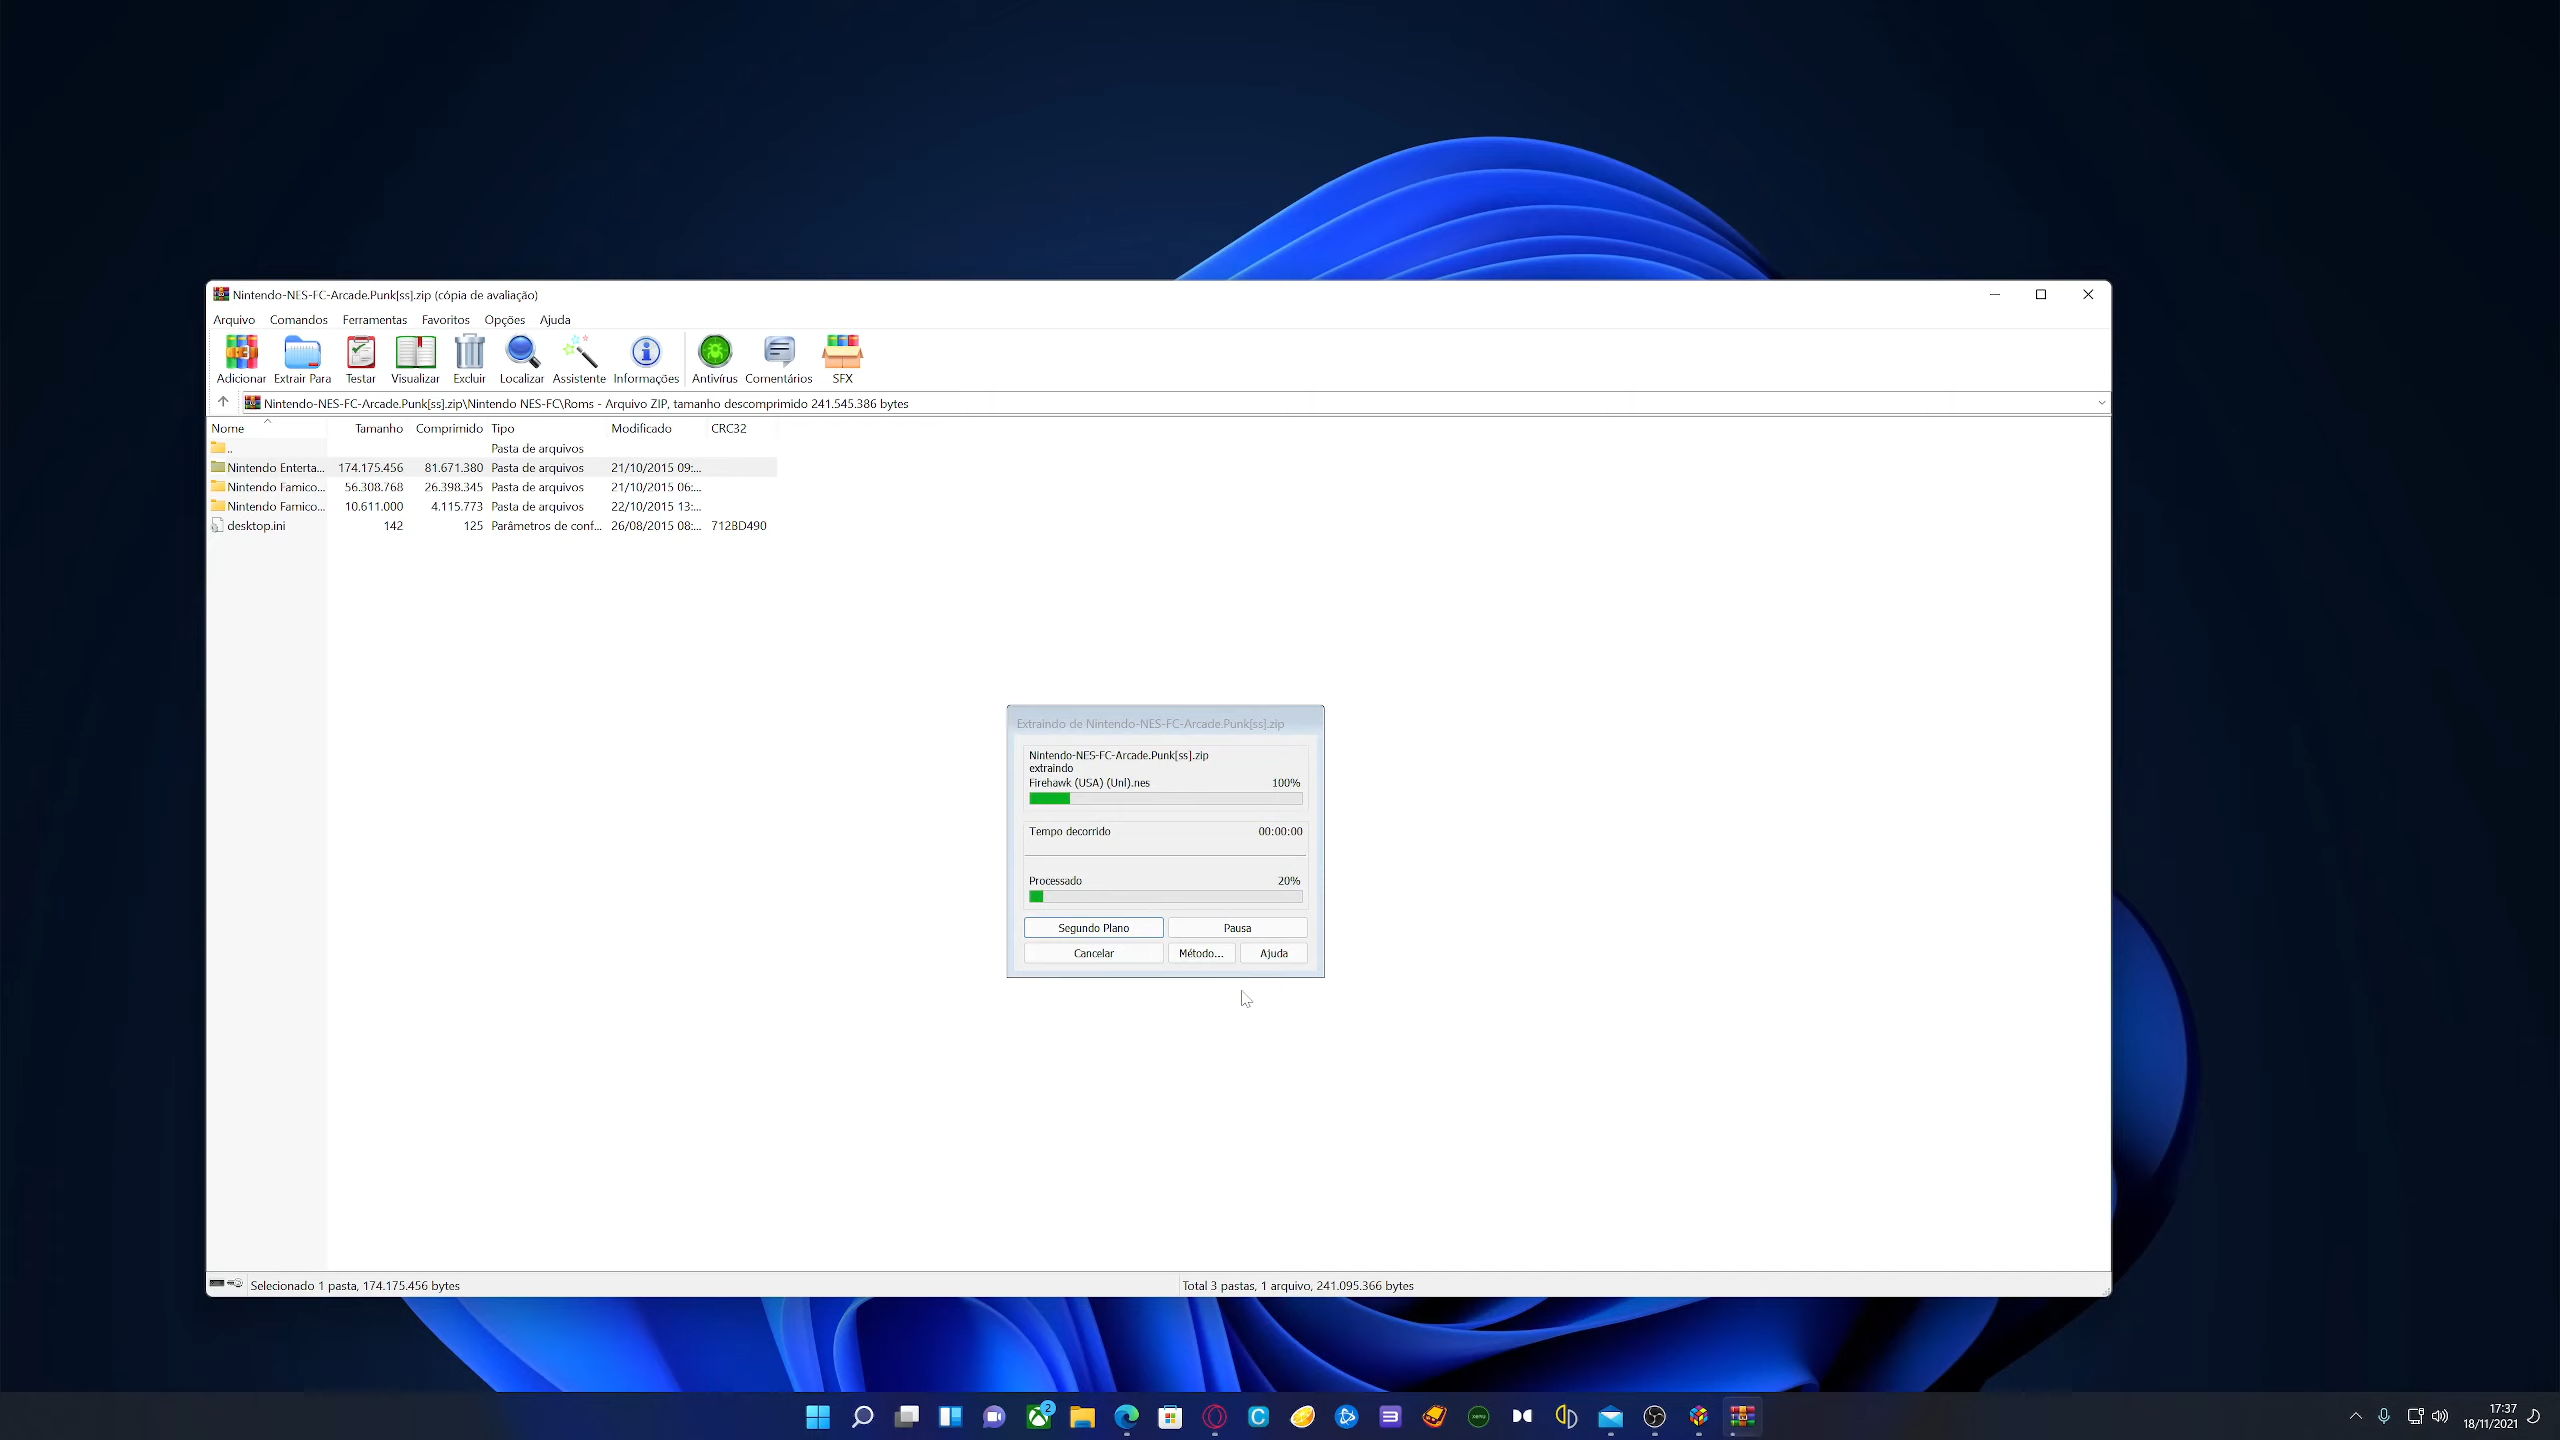 Nintendo-NES-FC-Arcade.Punk[ss].zip (cópia de avaliação)
Arquivo Comandos Ferramentas Favoritos Opções Ajuda
Adicionar Extrair Para Testar Visualizar Excluir Localizar Assistente Informações Antivírus Comentários SFX
Nintendo-NES-FC-Arcade.Punk[ss].zip\Nintendo NES-FC\Roms - Arquivo ZIP, tamanho descomprimido 241.545.386 bytes
Nome Tamanho Comprimido Tipo Modificado CRC32
.. Pasta de arquivos
Nintendo Enterta... 174.175.456 81.671.380 Pasta de arquivos 21/10/2015 09:...
Nintendo Famico... 56.308.768 26.398.345 Pasta de arquivos 21/10/2015 06:...
Nintendo Famico... 10.611.000 4.115.773 Pasta de arquivos 22/10/2015 13:...
desktop.ini 142 125 Parâmetros de conf... 26/08/2015 08:... 712BD490
Extraindo de Nintendo-NES-FC-Arcade.Punk[ss].zip
Nintendo-NES-FC-Arcade.Punk[ss].zip
extraindo
Firehawk (USA) (Unl).nes 100%
Tempo decorrido 00:00:00
Processado 20%
Segundo Plano Pausa
Cancelar Método... Ajuda
Selecionado 1 pasta, 174.175.456 bytes Total 3 pastas, 1 arquivo, 241.095.366 bytes
2
17:37
18/11/2021